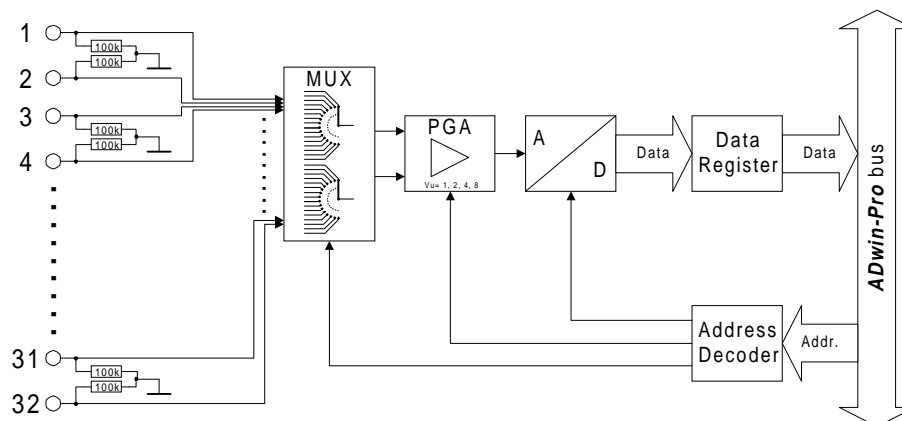 1
100k
100k
2
3
100k
100k
4
31
100k
100k
32
MUX
PGA
Vu= 1, 2, 4, 8
A
D
Data
Data
Register
Data
Address
Decoder
Addr.
ADwin-Pro bus